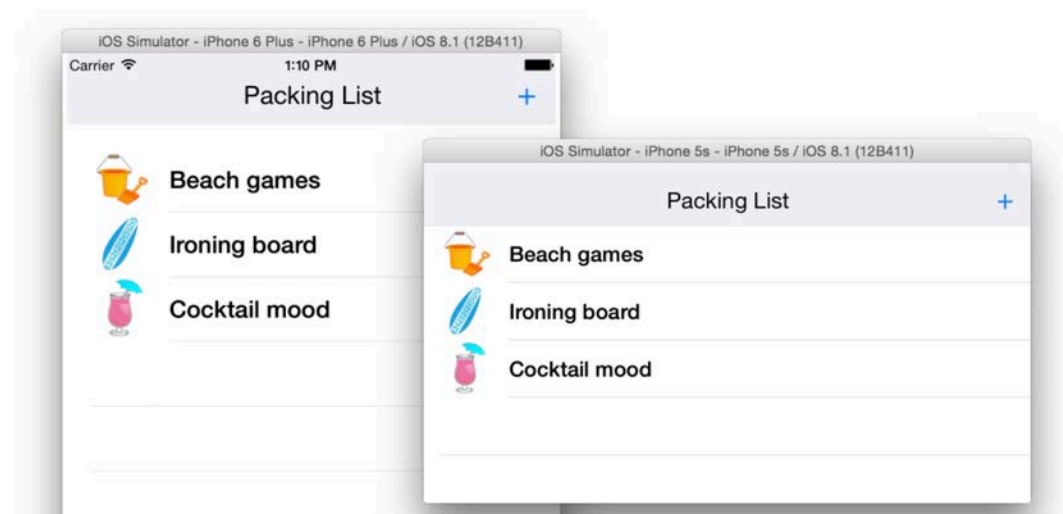 iOS Simulator - iPhone 6 Plus - iPhone 6 Plus / iOS 8.1 (12B411)
Carrier 1:10 PM
Packing List +
Beach games
Ironing board
Cocktail mood
iOS Simulator - iPhone 5s - iPhone 5s / iOS 8.1 (12B411)
Packing List +
Beach games
Ironing board
Cocktail mood